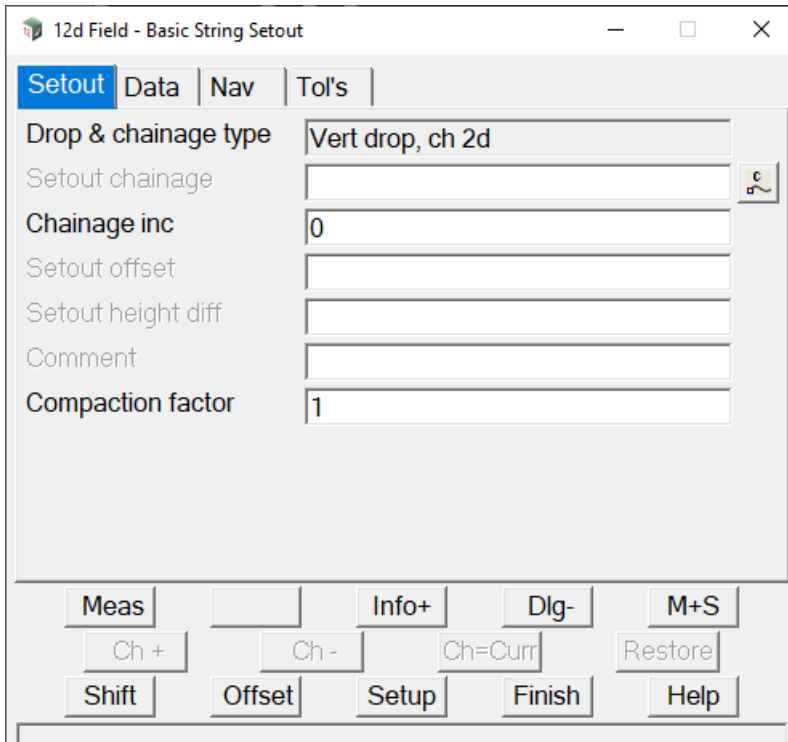 12d Field - Basic String Setout
Setout Data Nav Tol's
Drop & chainage type Vert drop, ch 2d
Setout chainage c
Chainage inc 0
Setout offset
Setout height diff
Comment
Compaction factor 1
Meas Info+ Dlg- M+S
Ch + Ch - Ch=Curr Restore
Shift Offset Setup Finish Help